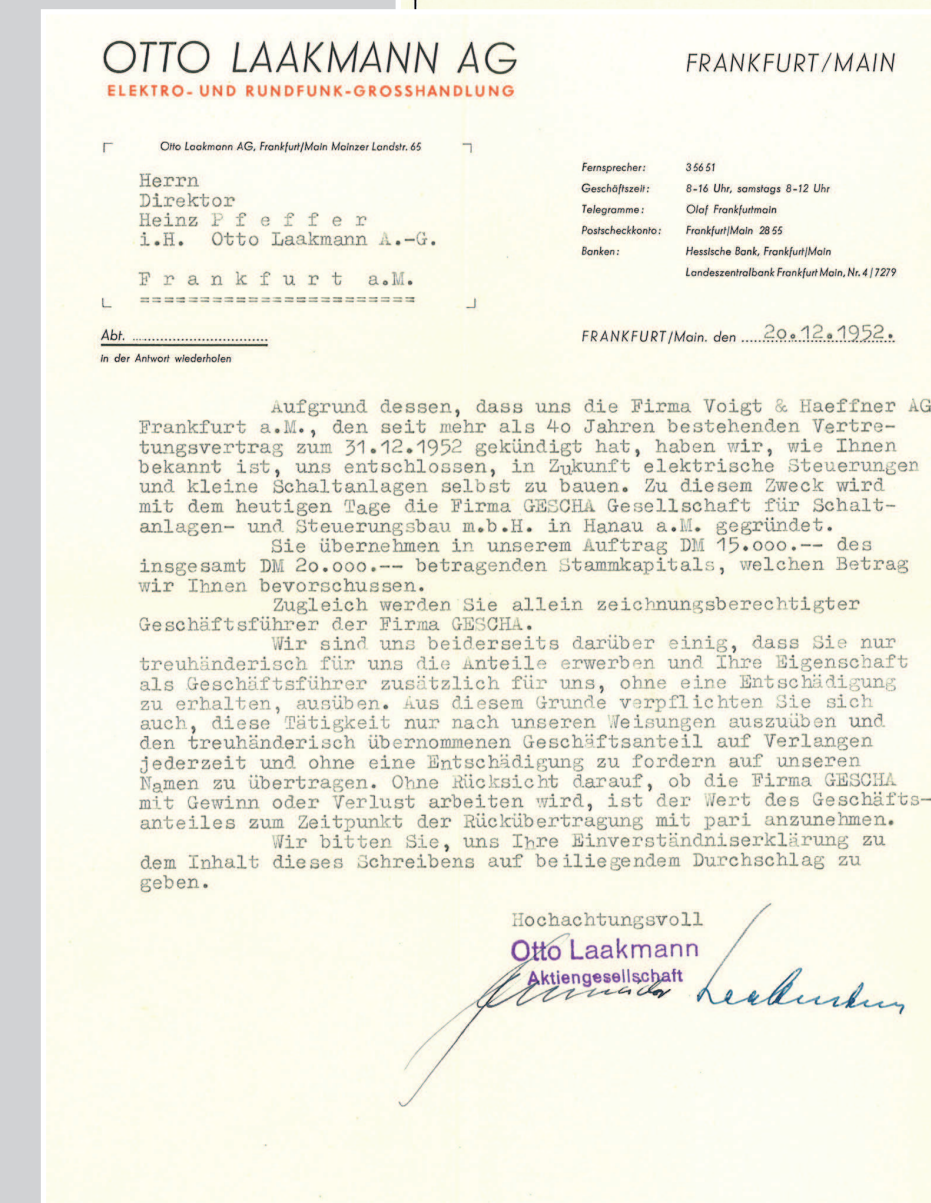 OTTO LAAKMANN AG
FRANKFURT/MAIN
ELEKTRO- UND RUNDFUNK-GROSSHANDLUNG
Otto Laakmann AG, Frankfurt/Main Mainzer Landstr. 65
Herrn
Direktor
Heinz P f e f f e r
i.H. Otto Laakmann A.-G.
F r a n k f u r t a.M.
=======================
Fernsprecher: 3 56 51
Geschäftszeit: 8-16 Uhr, samstags 8-12 Uhr
Telegramme: Olaf Frankfurtmain
Postscheckkonto: Frankfurt/Main 28 55
Banken: Hessische Bank, Frankfurt/Main
Landeszentralbank Frankfurt Main, Nr. 4 / 7279
Abt.
in der Antwort wiederholen
FRANKFURT/Main. den 2o.12.1952.
Aufgrund dessen, dass uns die Firma Voigt & Haeffner AG
Frankfurt a.M., den seit mehr als 4o Jahren bestehenden Vertre-
tungsvertrag zum 31.12.1952 gekündigt hat, haben wir, wie Ihnen
bekannt ist, uns entschlossen, in Zukunft elektrische Steuerungen
und kleine Schaltanlagen selbst zu bauen. Zu diesem Zweck wird
mit dem heutigen Tage die Firma GESCHA Gesellschaft für Schalt-
anlagen- und Steuerungsbau m.b.H. in Hanau a.M. gegründet.
Sie übernehmen in unserem Auftrag DM 15.ooo.-- des
insgesamt DM 2o.ooo.-- betragenden Stammkapitals, welchen Betrag
wir Ihnen bevorschussen.
Zugleich werden Sie allein zeichnungsberechtigter
Geschäftsführer der Firma GESCHA.
Wir sind uns beiderseits darüber einig, dass Sie nur
treuhänderisch für uns die Anteile erwerben und Ihre Eigenschaft
als Geschäftsführer zusätzlich für uns, ohne eine Entschädigung
zu erhalten, ausüben. Aus diesem Grunde verpflichten Sie sich
auch, diese Tätigkeit nur nach unseren Weisungen auszuüben und
den treuhänderisch übernommenen Geschäftsanteil auf Verlangen
jederzeit und ohne eine Entschädigung zu fordern auf unseren
Namen zu übertragen. Ohne Rücksicht darauf, ob die Firma GESCHA
mit Gewinn oder Verlust arbeiten wird, ist der Wert des Geschäfts-
anteiles zum Zeitpunkt der Rückübertragung mit pari anzunehmen.
Wir bitten Sie, uns Ihre Einverständniserklärung zu
dem Inhalt dieses Schreibens auf beiliegendem Durchschlag zu
geben.
Hochachtungsvoll
Otto Laakmann
Aktiengesellschaft
Laakmann